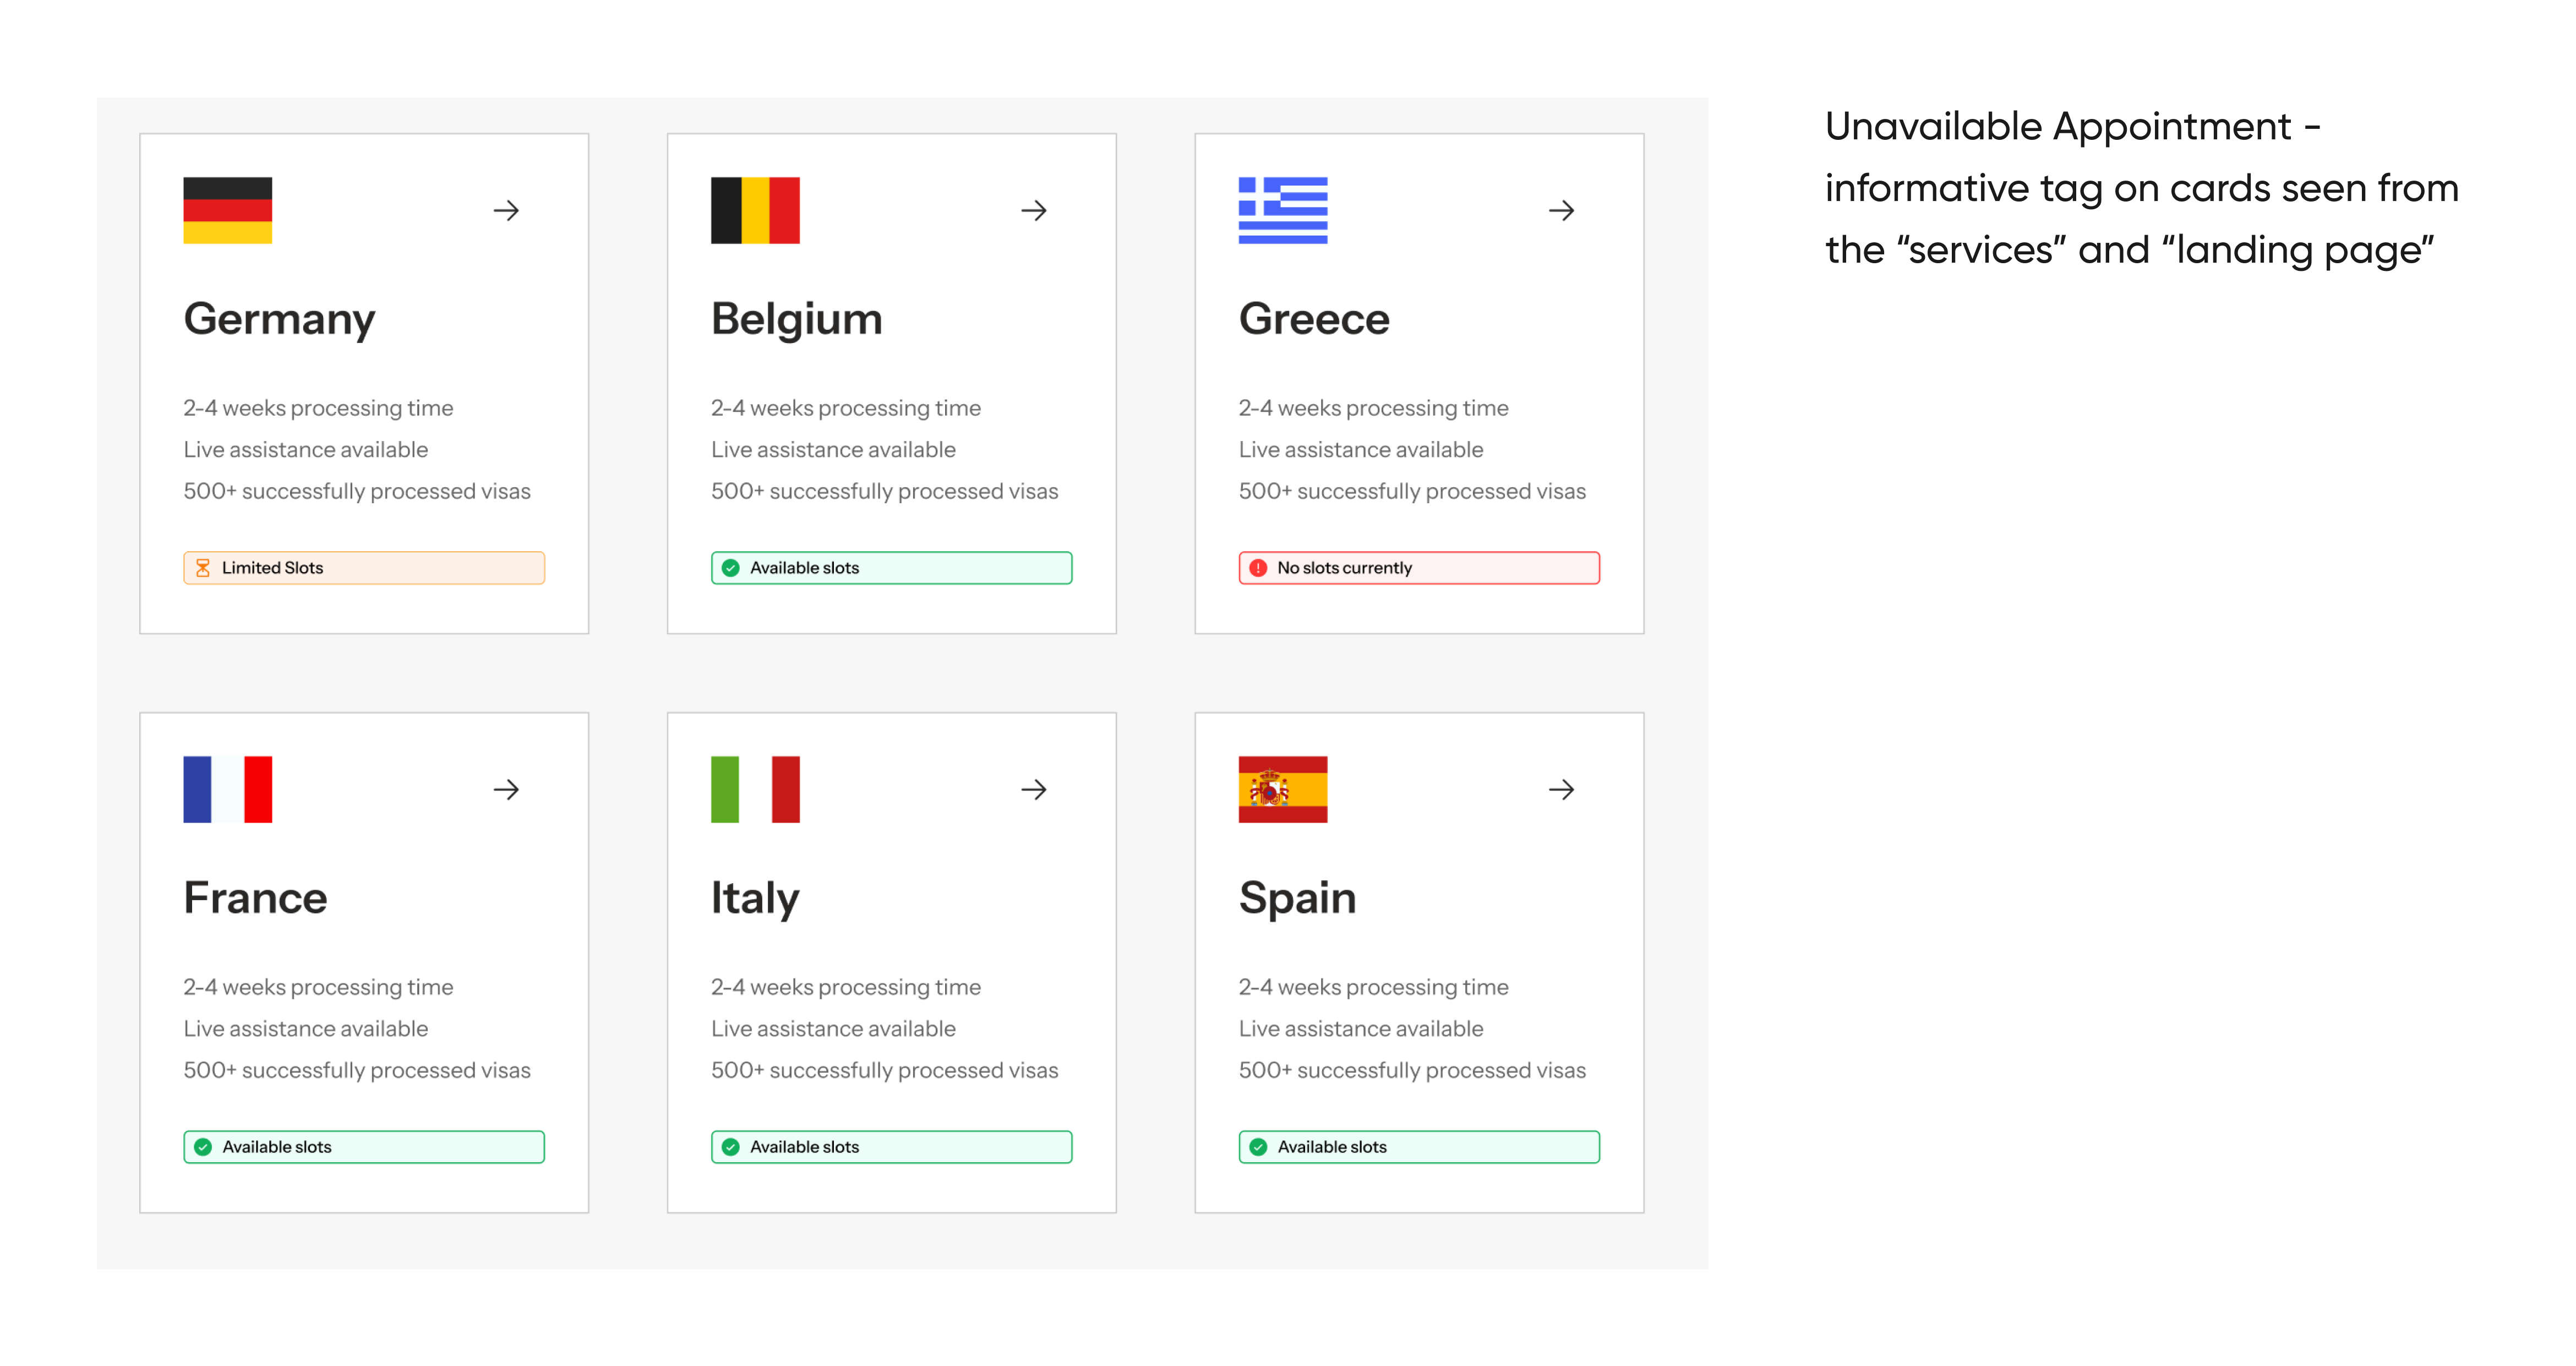 Unavailable Appointment -
informative tag on cards seen from
the “services” and “landing page”
Germany
2-4 weeks processing time
Live assistance available
500+ successfully processed visas
Limited Slots
Belgium
2-4 weeks processing time
Live assistance available
500+ successfully processed visas
Available slots
Greece
2-4 weeks processing time
Live assistance available
500+ successfully processed visas
No slots currently
France
2-4 weeks processing time
Live assistance available
500+ successfully processed visas
Available slots
Italy
2-4 weeks processing time
Live assistance available
500+ successfully processed visas
Available slots
Spain
2-4 weeks processing time
Live assistance available
500+ successfully processed visas
Available slots